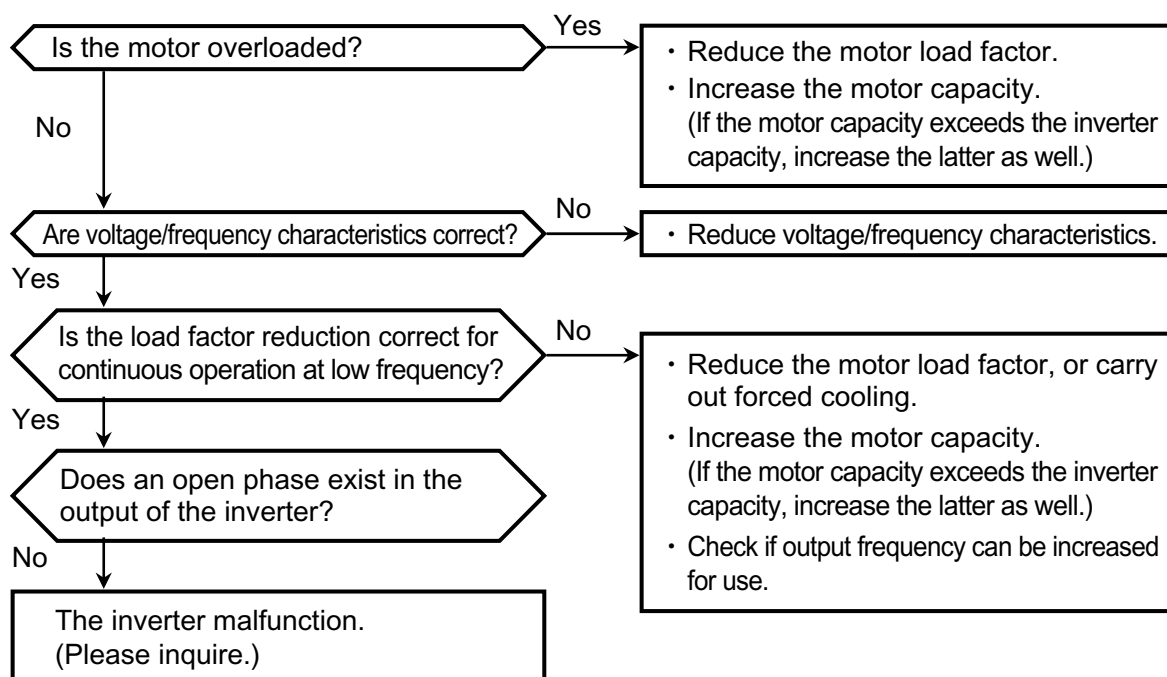 Is the motor overloaded?
Yes
・Reduce the motor load factor.
・Increase the motor capacity.
(If the motor capacity exceeds the inverter
capacity, increase the latter as well.)
No
Are voltage/frequency characteristics correct?
No
・Reduce voltage/frequency characteristics.
Yes
Is the load factor reduction correct for
continuous operation at low frequency?
No
・Reduce the motor load factor, or carry
out forced cooling.
・Increase the motor capacity.
(If the motor capacity exceeds the inverter
capacity, increase the latter as well.)
・Check if output frequency can be increased
for use.
Yes
Does an open phase exist in the
output of the inverter?
No
The inverter malfunction.
(Please inquire.)